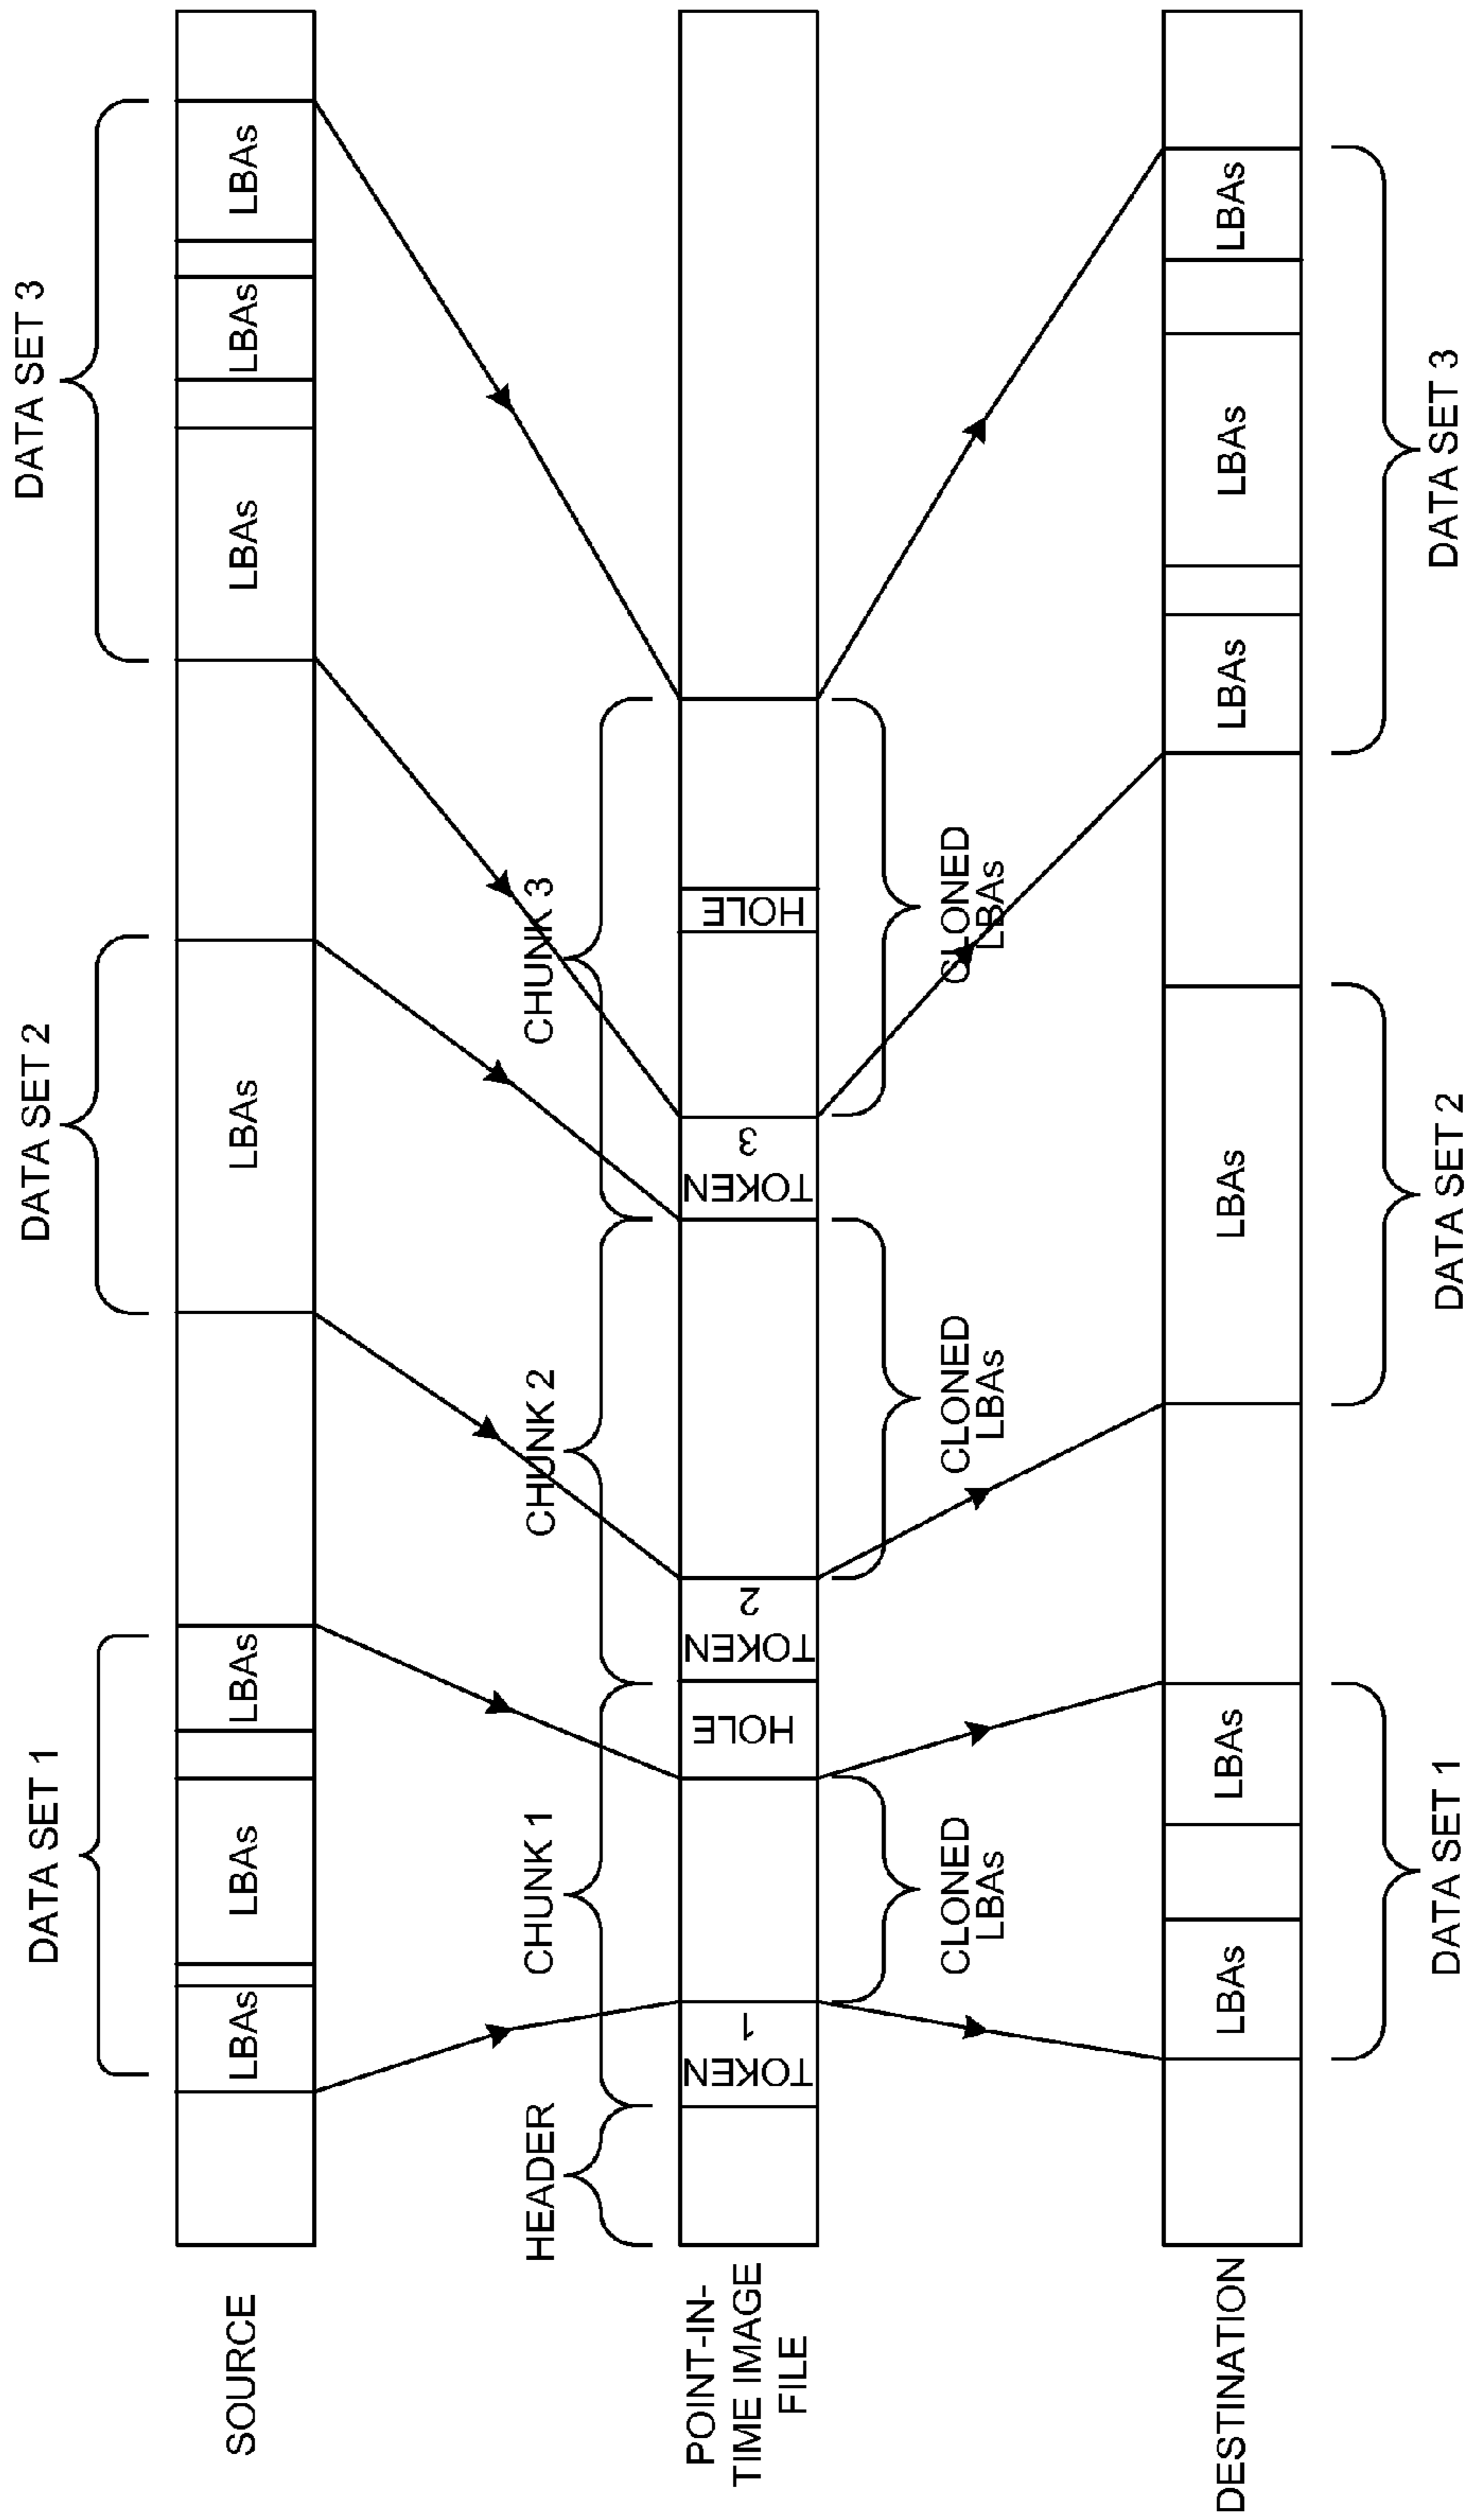 DATA SET 1
DATA SET 2
DATA SET 3
SOURCE
LBAs
LBAs
LBAs
LBAs
LBAs
LBAs
LBAs
HEADER
CHUNK 1
CHUNK 2
CHUNK 3
POINT-IN-
TIME IMAGE
FILE
TOKEN
1
HOLE
TOKEN
2
TOKEN
3
HOLE
CLONED
LBAs
CLONED
LBAs
CLONED
LBAs
DESTINATION
LBAs
LBAs
LBAs
LBAs
LBAs
LBAs
DATA SET 1
DATA SET 2
DATA SET 3